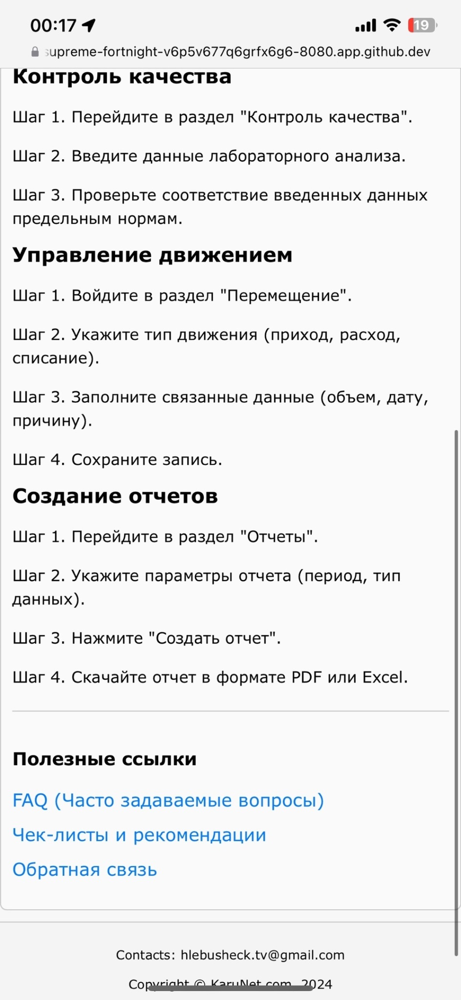 00:17
19
supreme-fortnight-v6p5v677q6grfx6g6-8080.app.github.dev
Контроль качества
Шаг 1. Перейдите в раздел "Контроль качества".
Шаг 2. Введите данные лабораторного анализа.
Шаг 3. Проверьте соответствие введенных данных
предельным нормам.
Управление движением
Шаг 1. Войдите в раздел "Перемещение".
Шаг 2. Укажите тип движения (приход, расход,
списание).
Шаг 3. Заполните связанные данные (объем, дату,
причину).
Шаг 4. Сохраните запись.
Создание отчетов
Шаг 1. Перейдите в раздел "Отчеты".
Шаг 2. Укажите параметры отчета (период, тип
данных).
Шаг 3. Нажмите "Создать отчет".
Шаг 4. Скачайте отчет в формате PDF или Excel.
Полезные ссылки
FAQ (Часто задаваемые вопросы)
Чек-листы и рекомендации
Обратная связь
Contacts: hlebusheck.tv@gmail.com
Copyright © KaruNet.com, 2024